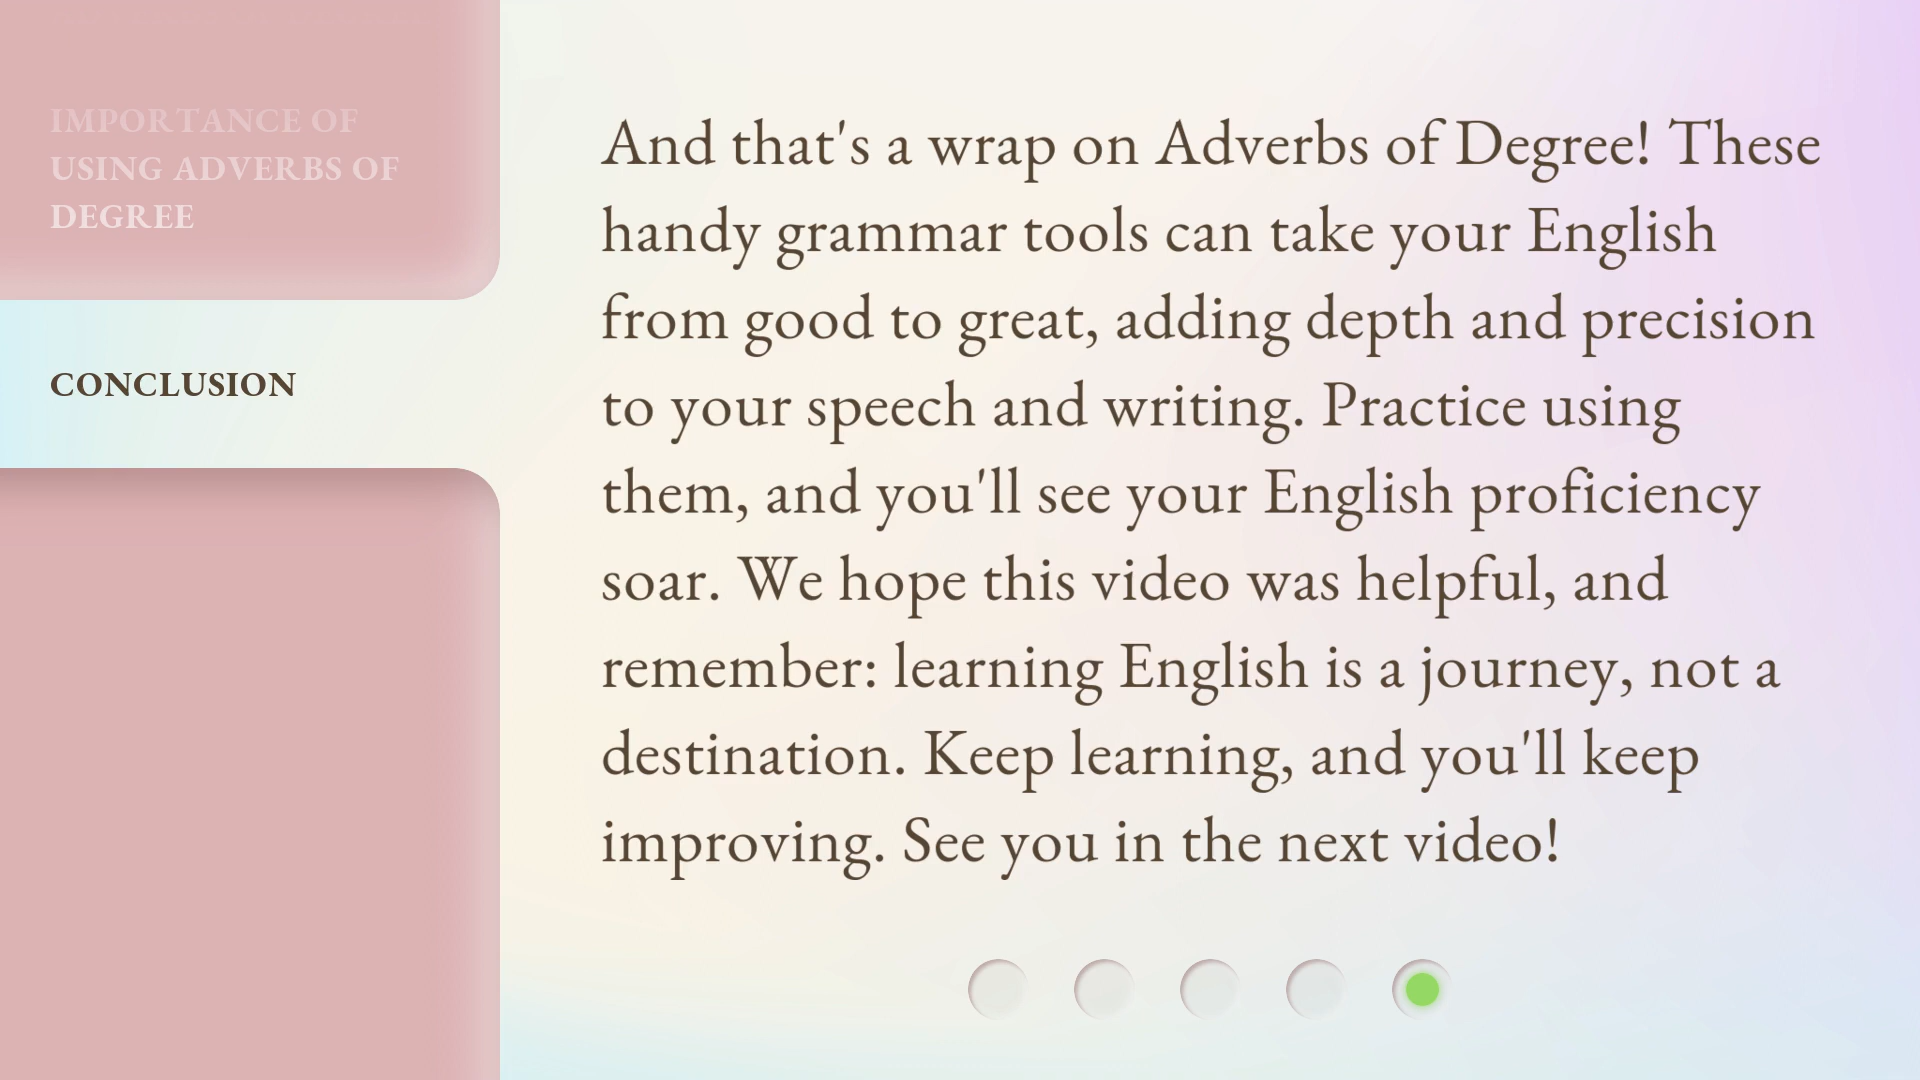 IMPORTANCE OF
USING ADVERBS OF
DEGREE
CONCLUSION
And that's a wrap on Adverbs of Degree! These
handy grammar tools can take your English
from good to great, adding depth and precision
to your speech and writing. Practice using
them, and you'll see your English proficiency
soar. We hope this video was helpful, and
remember: learning English is a journey, not a
destination. Keep learning, and you'll keep
improving. See you in the next video!